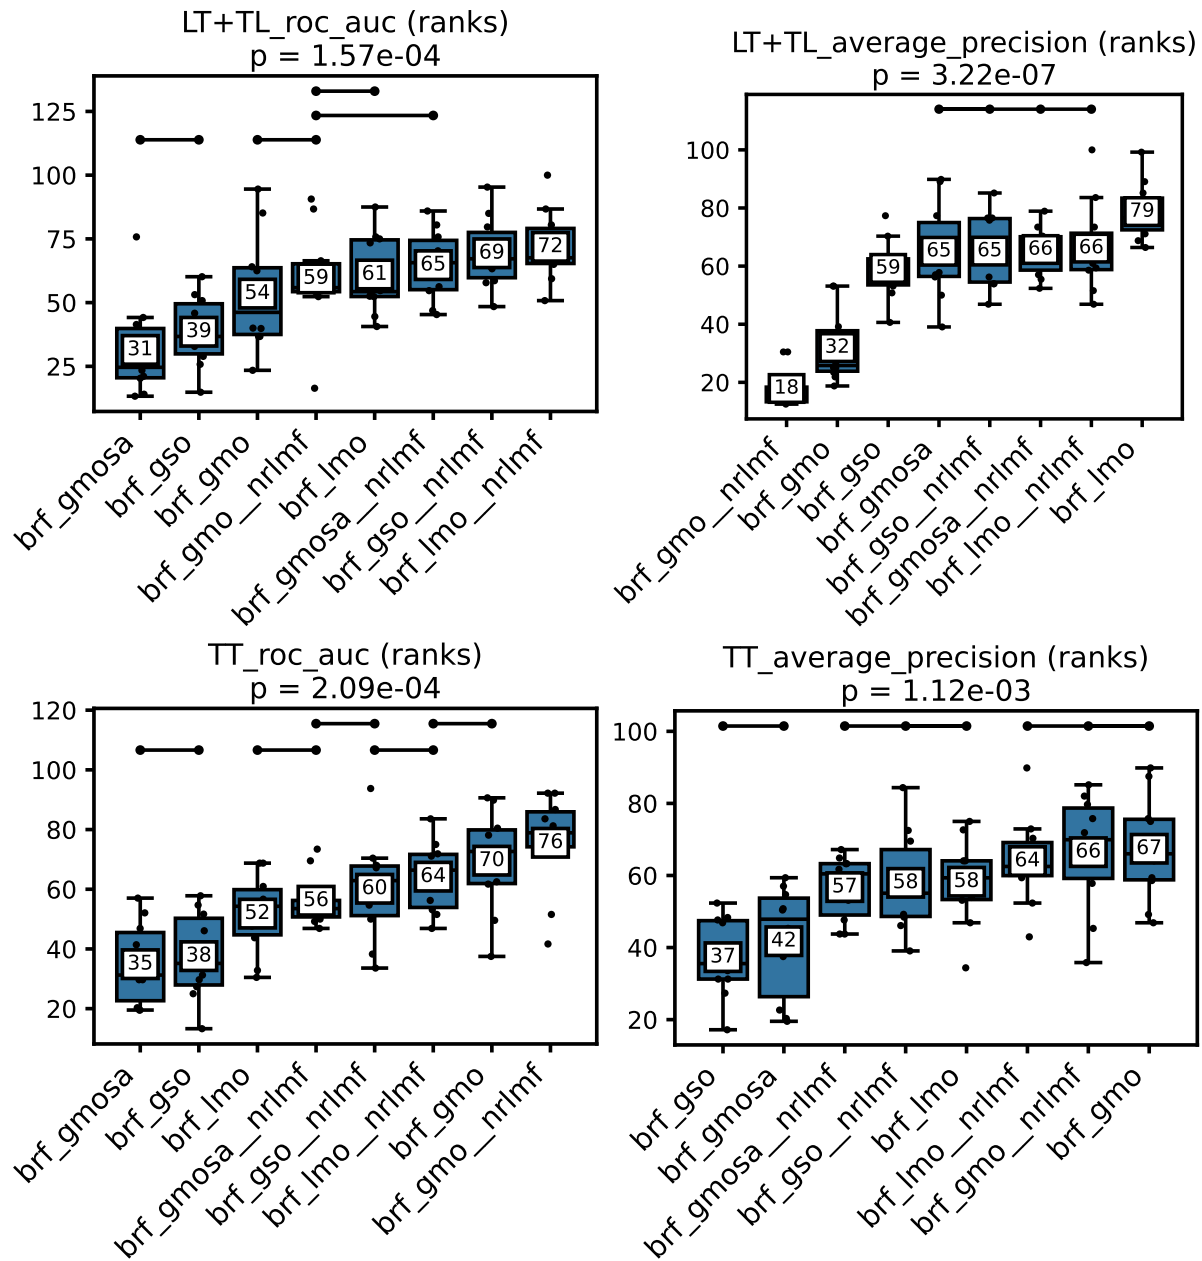 LT+TL_roc_auc (ranks)
p = 1.57e-04
125
100
75
50
25
31
39
54
59
61
65
69
72
brf_gmosa
brf_gso
brf_gmo
brf_gmo__nrlmf
brf_lmo
brf_gmosa__nrlmf
brf_gso__nrlmf
brf_lmo__nrlmf
LT+TL_average_precision (ranks)
p = 3.22e-07
100
80
60
40
20
18
32
59
65
65
66
66
79
brf_gmo__nrlmf
brf_gmo
brf_gso
brf_gmosa
brf_gso__nrlmf
brf_gmosa__nrlmf
brf_lmo__nrlmf
brf_lmo
TT_roc_auc (ranks)
p = 2.09e-04
120
100
80
60
40
20
35
38
52
56
60
64
70
76
brf_gmosa
brf_gso
brf_lmo
brf_gmosa__nrlmf
brf_gso__nrlmf
brf_lmo__nrlmf
brf_gmo
brf_gmo__nrlmf
TT_average_precision (ranks)
p = 1.12e-03
100
80
60
40
20
37
42
57
58
58
64
66
67
brf_gso
brf_gmosa
brf_gmosa__nrlmf
brf_gso__nrlmf
brf_lmo
brf_lmo__nrlmf
brf_gmo__nrlmf
brf_gmo